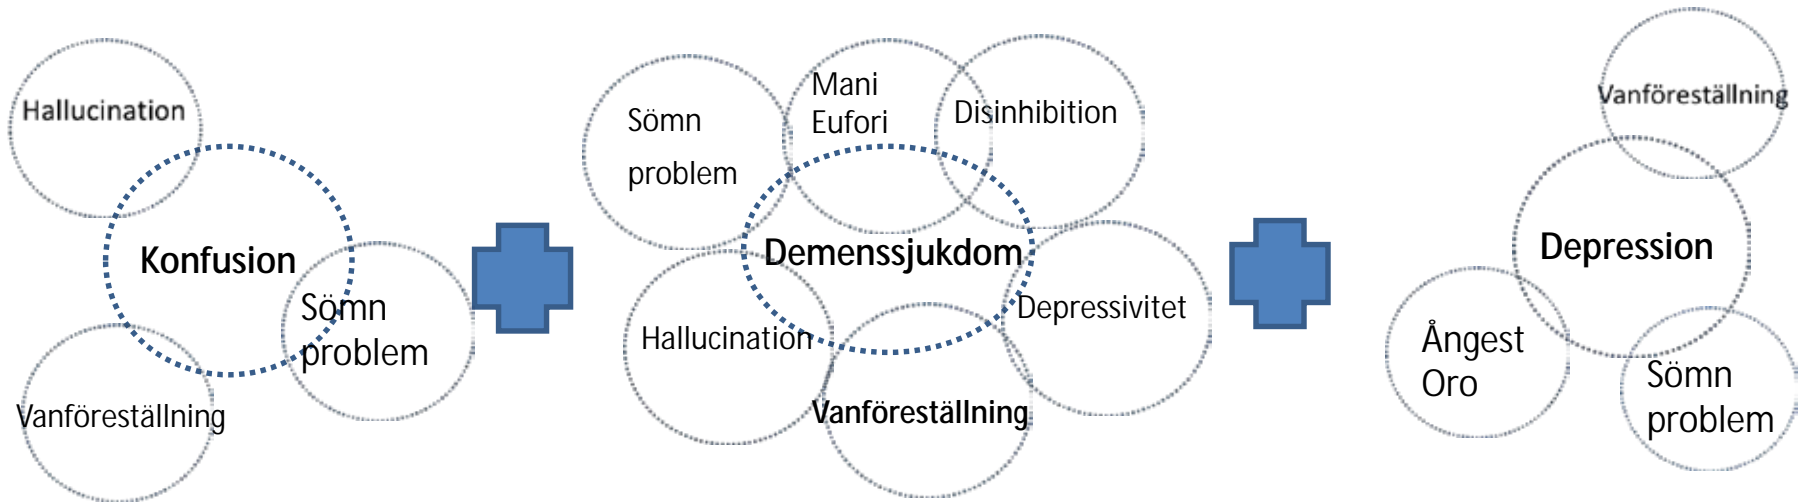 Hallucination
Konfusion
Sömn
problem
Vanföreställning
Sömn
problem
Mani
Eufori
Disinhibition
Demenssjukdom
Hallucination
Depressivitet
Vanföreställning
Vanföreställning
Depression
Ångest
Oro
Sömn
problem